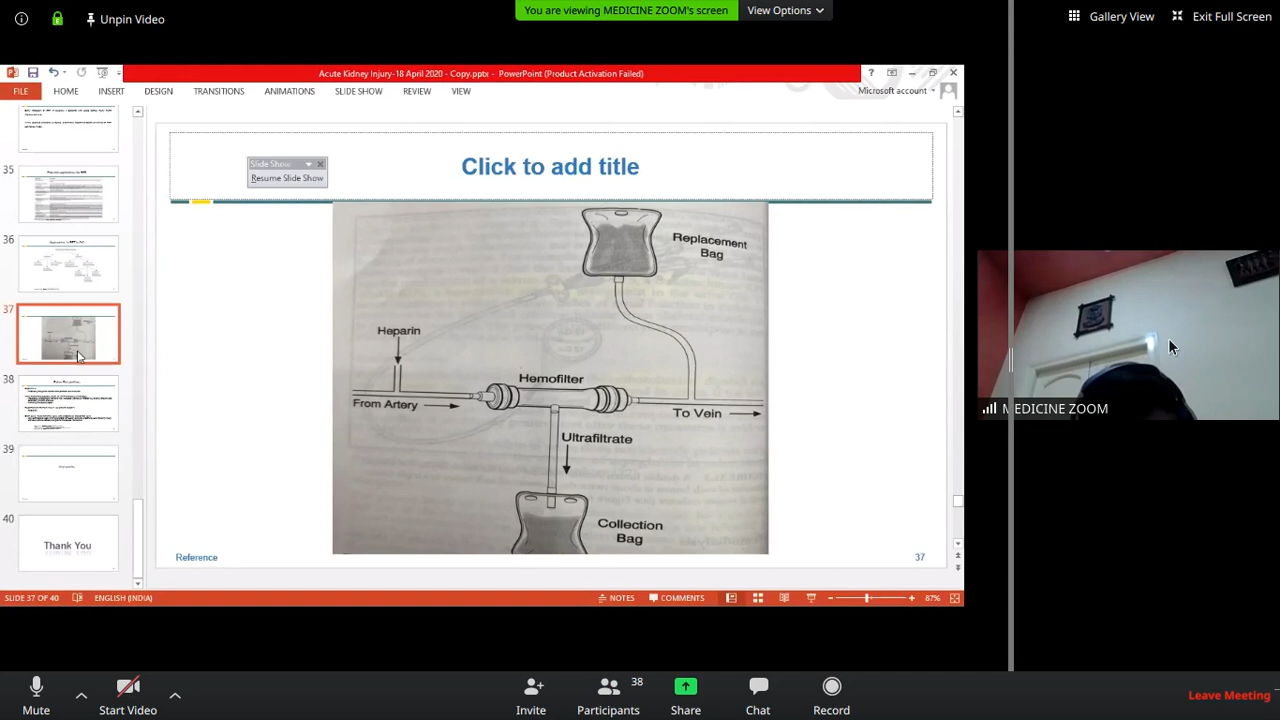 Unpin Video
You are viewing MEDICINE ZOOM's screen
View Options
Gallery View
Exit Full Screen
Acute Kidney Injury-18 April 2020 - Copy.pptx - PowerPoint (Product Activation Failed)
FILE
HOME
INSERT
DESIGN
TRANSITIONS
ANIMATIONS
SLIDE SHOW
REVIEW
VIEW
Microsoft account
35
36
37
38
39
40
Thank You
Slide Show
Resume Slide Show
Click to add title
Replacement
Bag
Heparin
Hemofilter
From Artery
To Vein
Ultrafiltrate
Collection
Bag
Reference
37
MEDICINE ZOOM
SLIDE 37 OF 40
ENGLISH (INDIA)
NOTES
COMMENTS
87%
Mute
Start Video
Invite
38
Participants
Share
Chat
Record
Leave Meeting